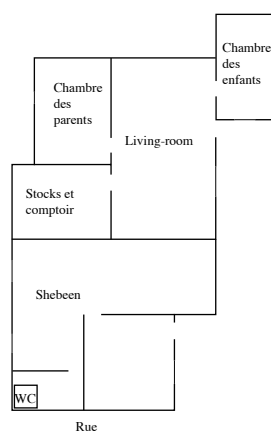 Chambre
des
enfants
Chambre
des
parents
Living-room
Stocks et
comptoir
Shebeen
WC
Rue